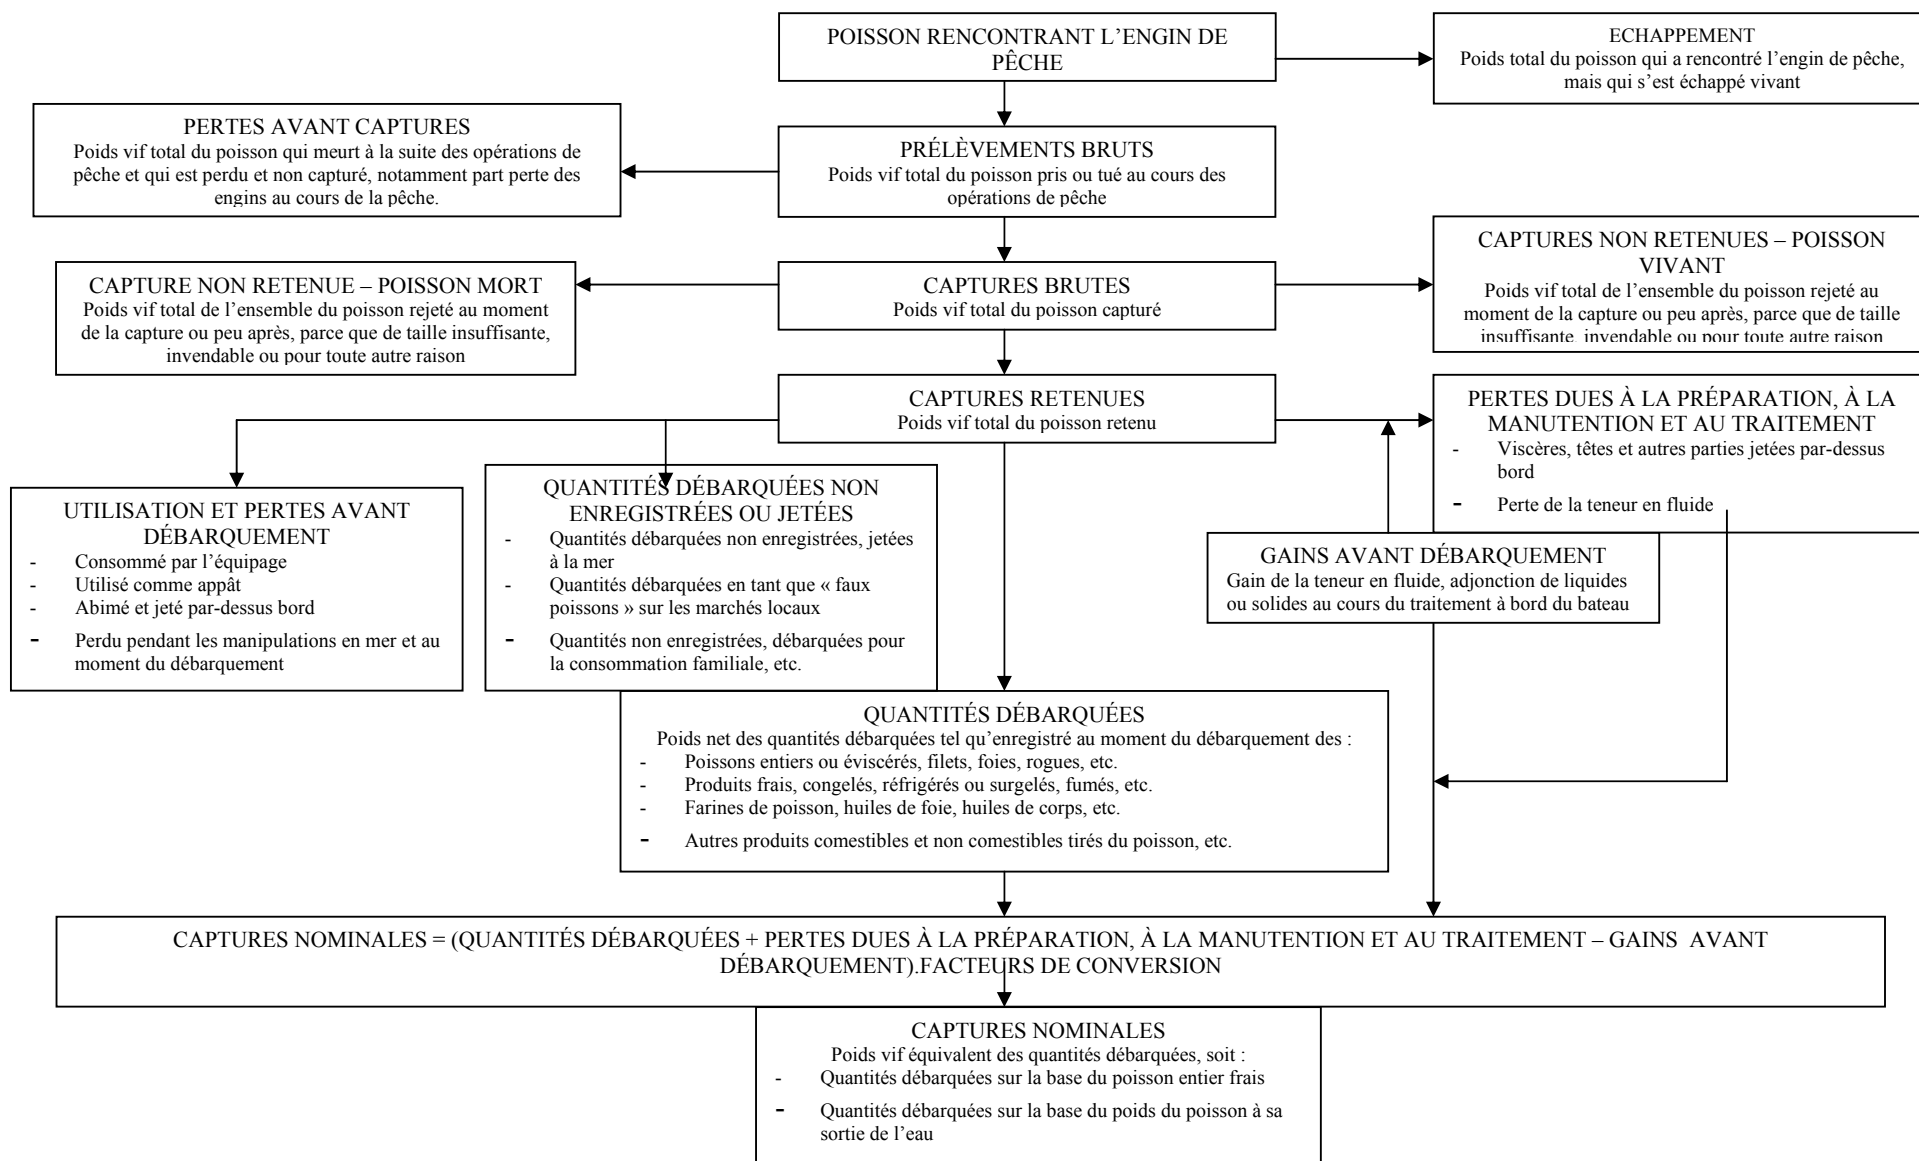 POISSON RENCONTRANT L’ENGIN DE
PÊCHE
ECHAPPEMENT
Poids total du poisson qui a rencontré l’engin de pêche,
mais qui s’est échappé vivant
PERTES AVANT CAPTURES
Poids vif total du poisson qui meurt à la suite des opérations de
pêche et qui est perdu et non capturé, notamment part perte des
engins au cours de la pêche.
PRÉLÈVEMENTS BRUTS
Poids vif total du poisson pris ou tué au cours des
opérations de pêche
CAPTURE NON RETENUE – POISSON MORT
Poids vif total de l’ensemble du poisson rejeté au moment
de la capture ou peu après, parce que de taille insuffisante,
invendable ou pour toute autre raison
CAPTURES BRUTES
Poids vif total du poisson capturé
CAPTURES NON RETENUES – POISSON
VIVANT
Poids vif total de l’ensemble du poisson rejeté au
moment de la capture ou peu après, parce que de taille
insuffisante, invendable ou pour toute autre raison
CAPTURES RETENUES
Poids vif total du poisson retenu
PERTES DUES À LA PRÉPARATION, À LA
MANUTENTION ET AU TRAITEMENT
- Viscères, têtes et autres parties jetées par-dessus
bord
- Perte de la teneur en fluide
UTILISATION ET PERTES AVANT
DÉBARQUEMENT
- Consommé par l’équipage
- Utilisé comme appât
- Abimé et jeté par-dessus bord
- Perdu pendant les manipulations en mer et au
moment du débarquement
QUANTITÉS DÉBARQUÉES NON
ENREGISTRÉES OU JETÉES
- Quantités débarquées non enregistrées, jetées
à la mer
- Quantités débarquées en tant que « faux
poissons » sur les marchés locaux
- Quantités non enregistrées, débarquées pour
la consommation familiale, etc.
GAINS AVANT DÉBARQUEMENT
Gain de la teneur en fluide, adjonction de liquides
ou solides au cours du traitement à bord du bateau
QUANTITÉS DÉBARQUÉES
Poids net des quantités débarquées tel qu’enregistré au moment du débarquement des :
- Poissons entiers ou éviscérés, filets, foies, rogues, etc.
- Produits frais, congelés, réfrigérés ou surgelés, fumés, etc.
- Farines de poisson, huiles de foie, huiles de corps, etc.
- Autres produits comestibles et non comestibles tirés du poisson, etc.
CAPTURES NOMINALES = (QUANTITÉS DÉBARQUÉES + PERTES DUES À LA PRÉPARATION, À LA MANUTENTION ET AU TRAITEMENT – GAINS AVANT
DÉBARQUEMENT).FACTEURS DE CONVERSION
CAPTURES NOMINALES
Poids vif équivalent des quantités débarquées, soit :
- Quantités débarquées sur la base du poisson entier frais
- Quantités débarquées sur la base du poids du poisson à sa
sortie de l’eau